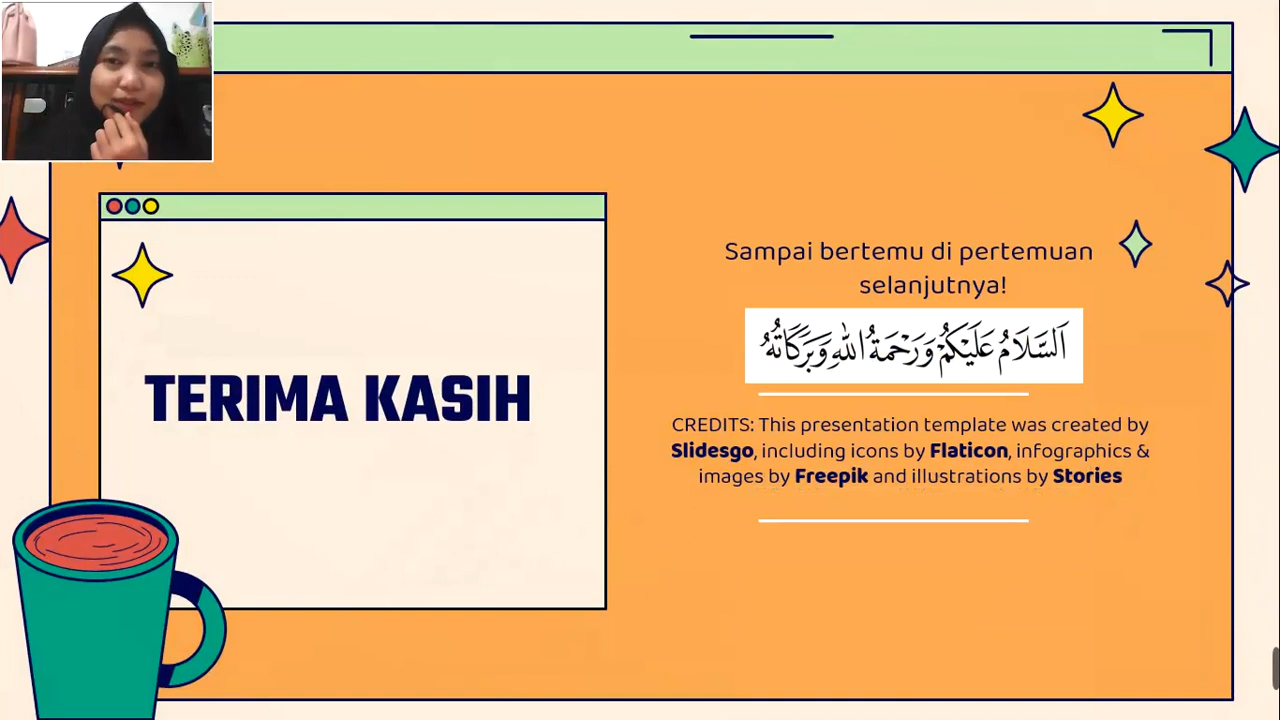 TERIMA KASIH
Sampai bertemu di pertemuan
selanjutnya!
اَلسَّلَامُ عَلَيْكُمْ وَرَحْمَةُ اللهِ وَبَرَكَاتُهُ
CREDITS: This presentation template was created by
Slidesgo, including icons by Flaticon, infographics &
images by Freepik and illustrations by Stories